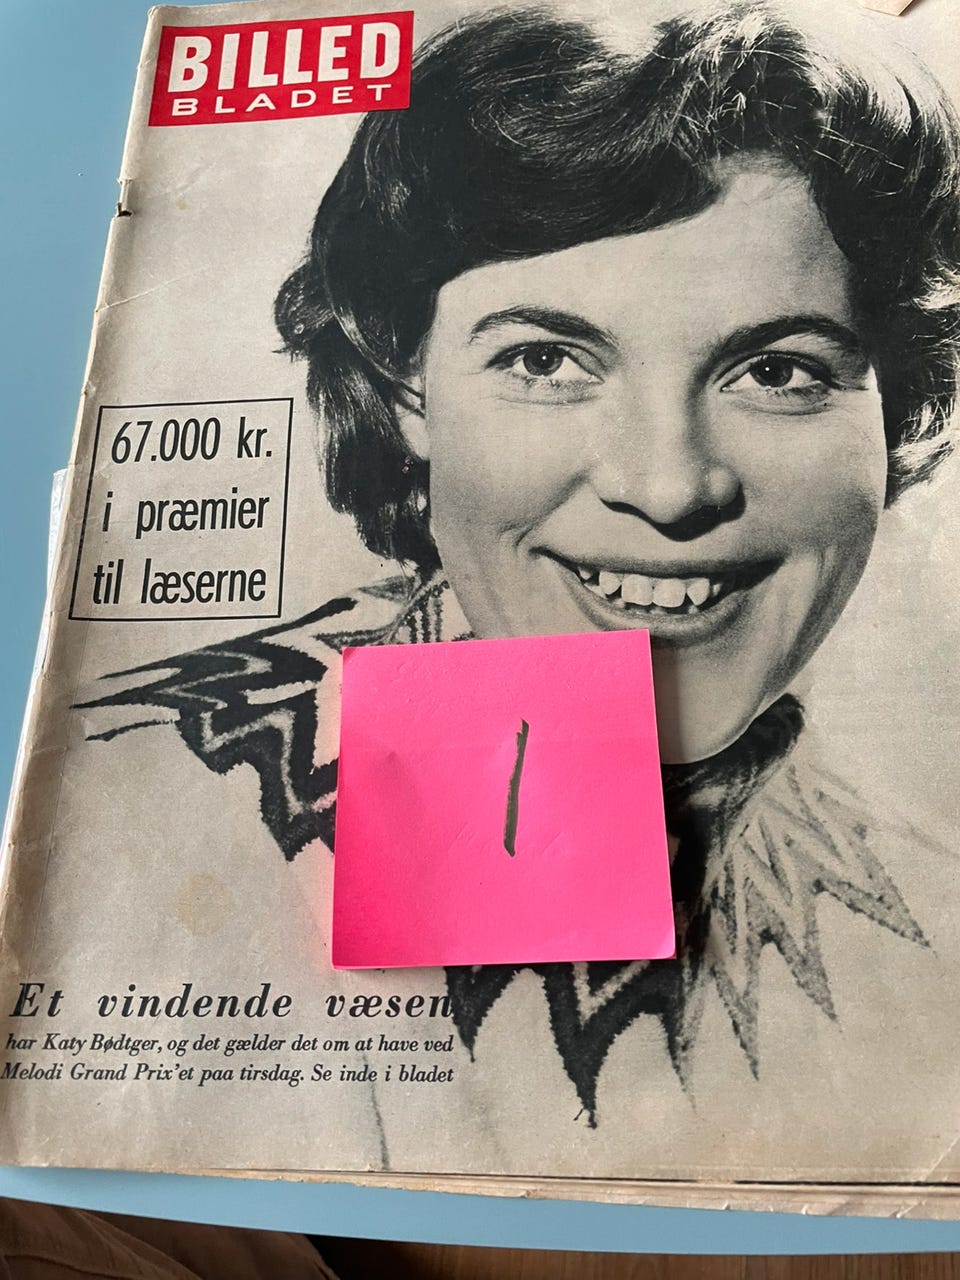 BILLED
BLADET
67.000 kr.
i præmier
til læserne
1
Et vindende væsen
har Katy Bødtger, og det gælder det om at have ved
Melodi Grand Prix'et paa tirsdag. Se inde i bladet